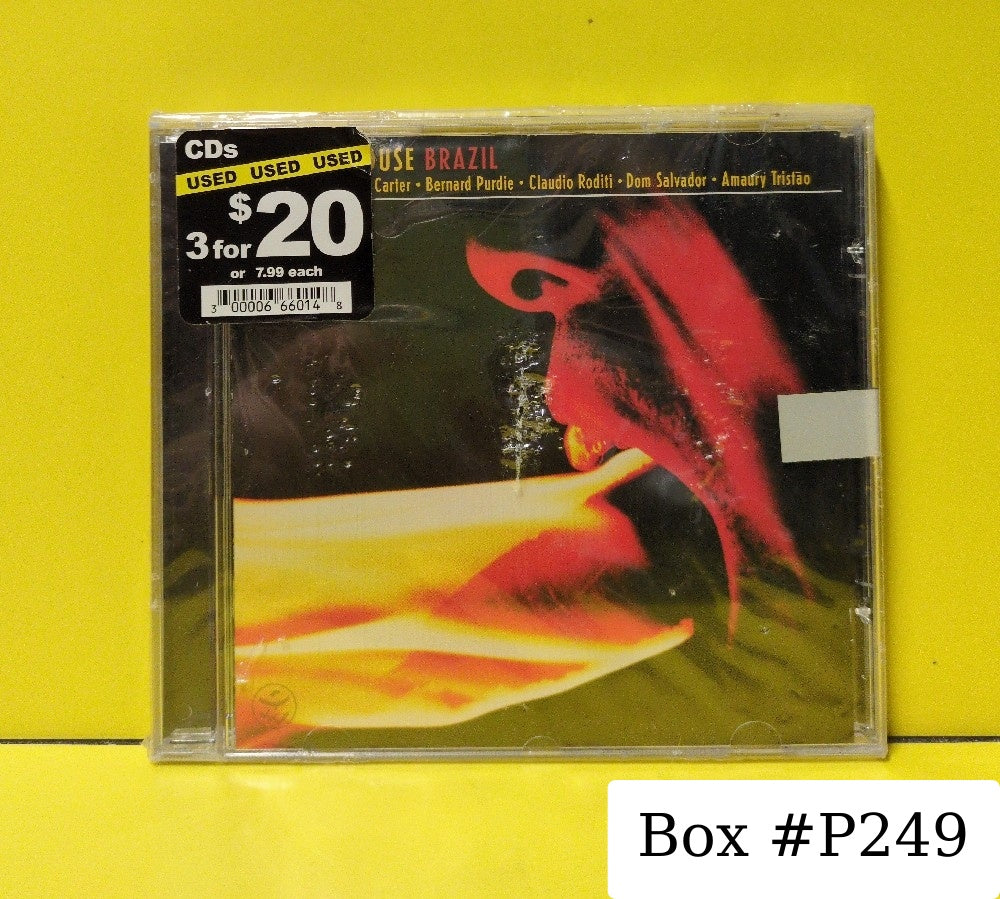 CDs
USED USED USED
$
3 for 20
or 7.99 each
3 00006 66014 8
USE BRAZIL
Carter • Bernard Purdie • Claudio Roditi • Dom Salvador • Amaury Tristão
Box #P249